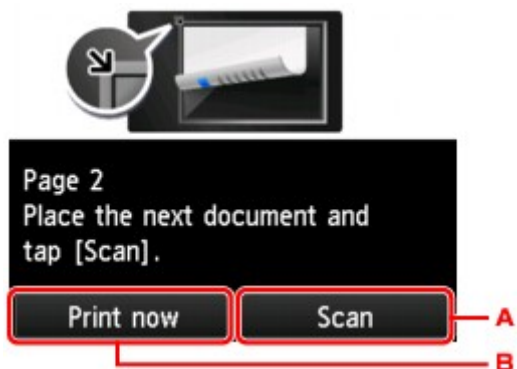 Page 2
Place the next document and
tap [Scan].
Print now
Scan
A
B